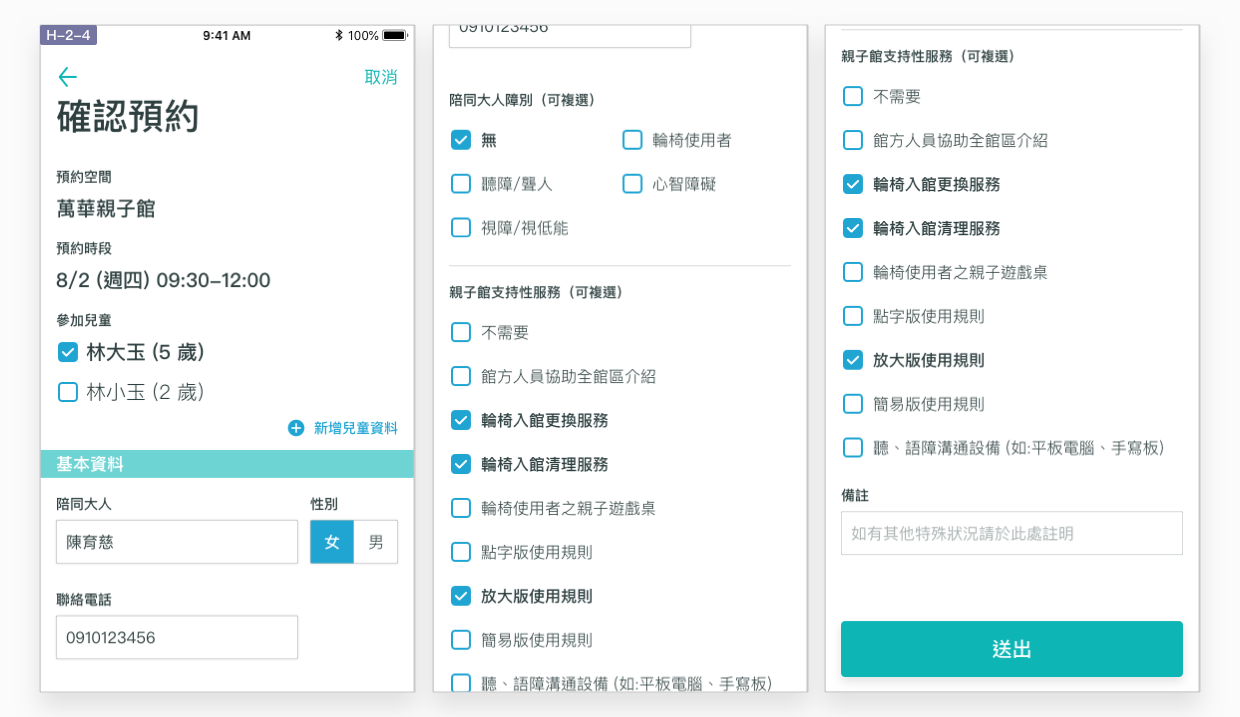 H-2-4
9:41 AM
100%
取消
確認預約
預約空間
萬華親子館
預約時段
8/2 (週四) 09:30–12:00
參加兒童
林大玉 (5 歲)
林小玉 (2 歲)
新增兒童資料
基本資料
陪同大人
性別
陳育慈
女
男
聯絡電話
0910123456
0910123456
陪同大人障別（可複選）
無
輪椅使用者
聽障/聾人
心智障礙
視障/視低能
親子館支持性服務（可複選）
不需要
館方人員協助全館區介紹
輪椅入館更換服務
輪椅入館清理服務
輪椅使用者之親子遊戲桌
點字版使用規則
放大版使用規則
簡易版使用規則
聽、語障溝通設備 (如:平板電腦、手寫板)
親子館支持性服務（可複選）
不需要
館方人員協助全館區介紹
輪椅入館更換服務
輪椅入館清理服務
輪椅使用者之親子遊戲桌
點字版使用規則
放大版使用規則
簡易版使用規則
聽、語障溝通設備 (如:平板電腦、手寫板)
備註
如有其他特殊狀況請於此處註明
送出